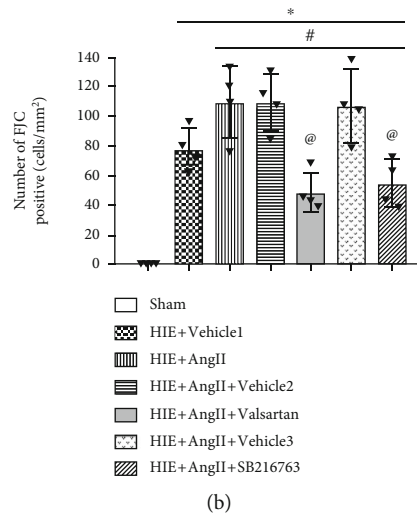 *
#
Number of FJC
positive (cells/mm²)
140
120
100
80
60
40
20
0
@
@
Sham
HIE+Vehicle1
HIE+AngII
HIE+AngII+Vehicle2
HIE+AngII+Valsartan
HIE+AngII+Vehicle3
HIE+AngII+SB216763
(b)